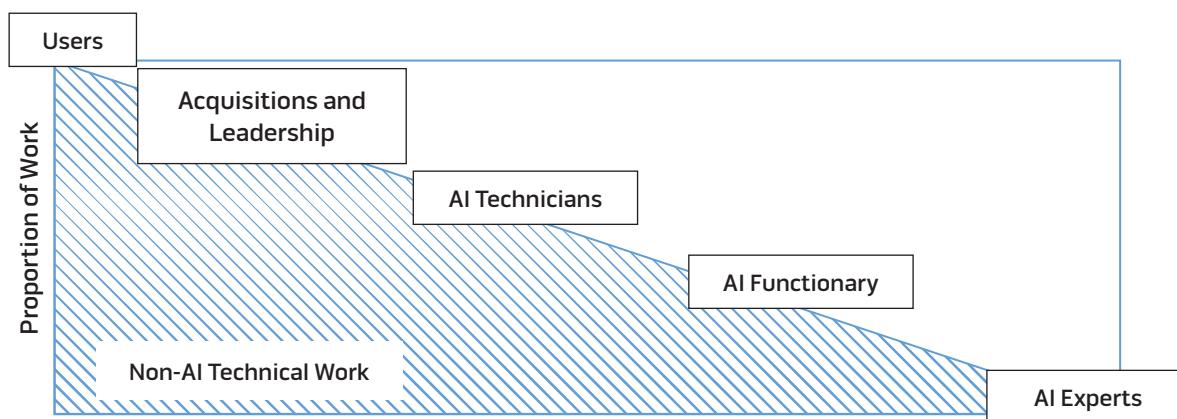 Users
Acquisitions and
Leadership
AI Technicians
AI Functionary
AI Experts
Non-AI Technical Work
Proportion of Work